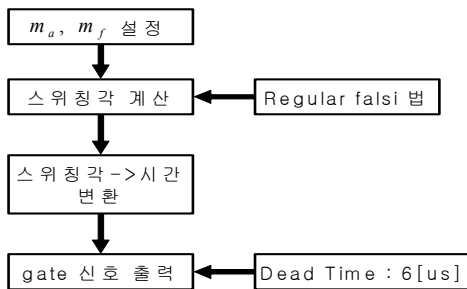 m_a, m_f 설정
스위칭각 계산
Regular falsi 법
스위칭각->시간
변환
gate 신호 출력
Dead Time : 6[us]